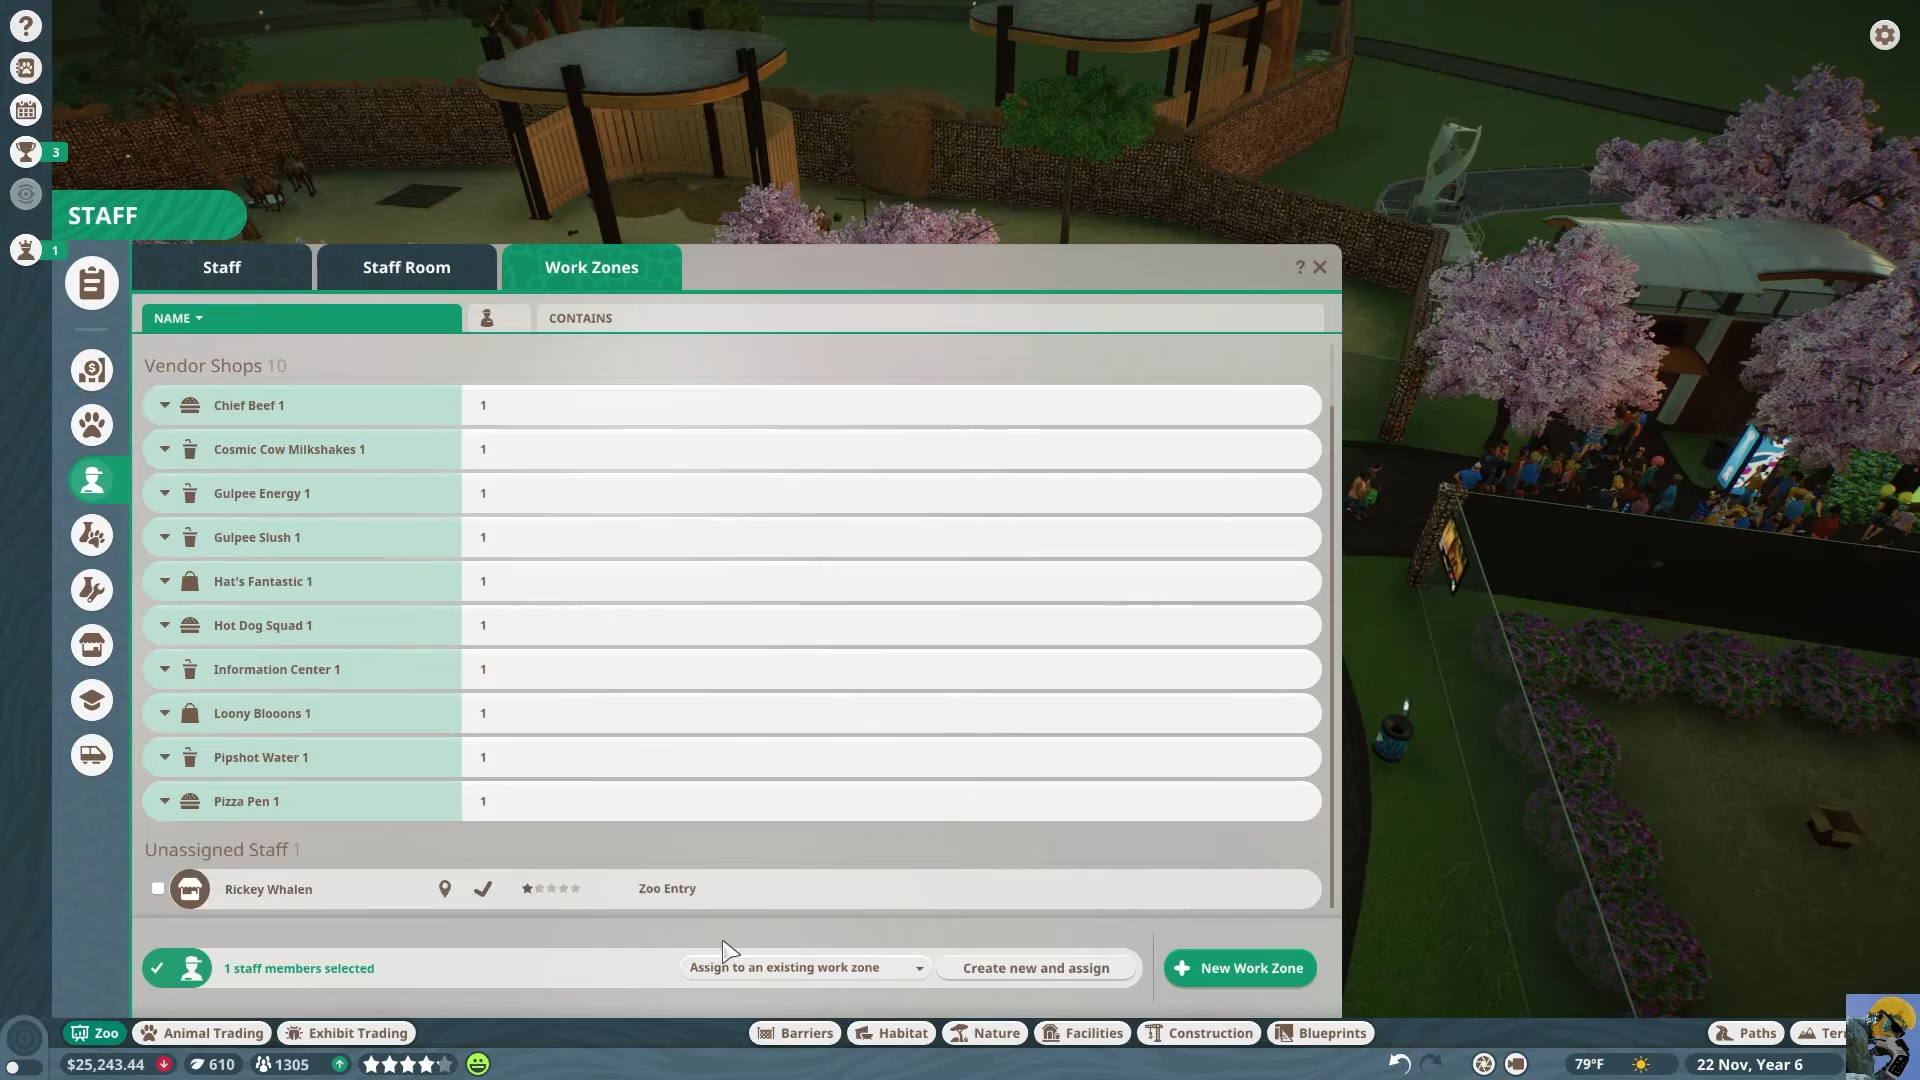 ?
3
STAFF
1
Staff
Staff Room
Work Zones
?
NAME
CONTAINS
Vendor Shops 10
Chief Beef 1
1
Cosmic Cow Milkshakes 1
1
Gulpee Energy 1
1
Gulpee Slush 1
1
Hat's Fantastic 1
1
Hot Dog Squad 1
1
Information Center 1
1
Loony Blooons 1
1
Pipshot Water 1
1
Pizza Pen 1
1
Unassigned Staff 1
Rickey Whalen
Zoo Entry
1 staff members selected
Assign to an existing work zone
Create new and assign
New Work Zone
Zoo
Animal Trading
Exhibit Trading
Barriers
Habitat
Nature
Facilities
Construction
Blueprints
Paths
Terr
$25,243.44
610
1305
79°F
22 Nov, Year 6